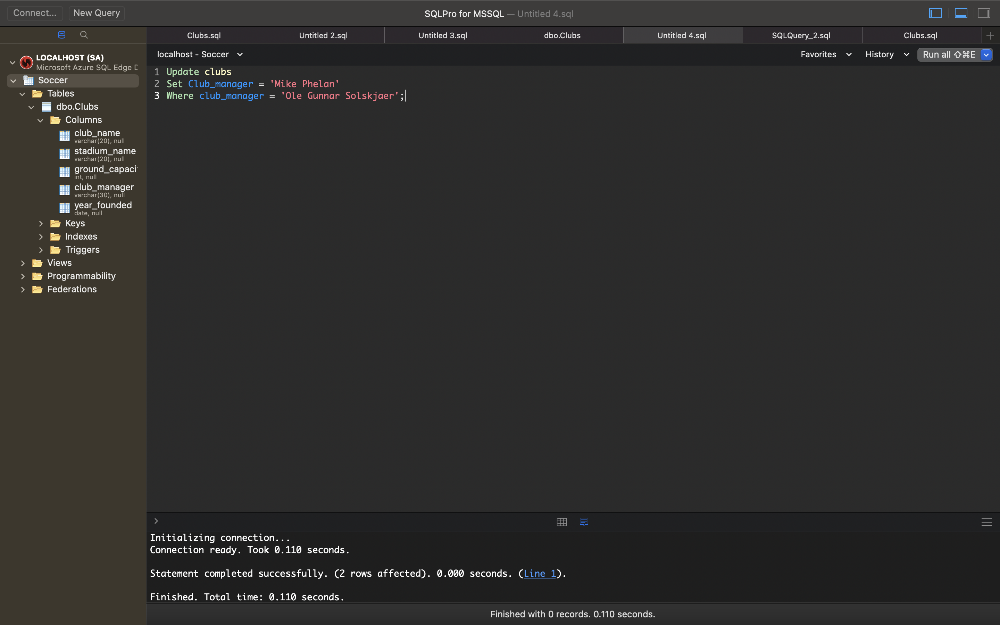 Connect...
New Query
SQLPro for MSSQL — Untitled 4.sql
Clubs.sql
Untitled 2.sql
Untitled 3.sql
dbo.Clubs
Untitled 4.sql
SQLQuery_2.sql
Clubs.sql
localhost - Soccer
Favorites
History
Run all ⇧⌘E
LOCALHOST (SA)
Microsoft Azure SQL Edge D
Soccer
Tables
dbo.Clubs
Columns
club_name
varchar(20), null
stadium_name
varchar(20), null
ground_capaci
int, null
club_manager
varchar(30), null
year_founded
date, null
Keys
Indexes
Triggers
Views
Programmability
Federations
1 Update clubs
2 Set Club_manager = 'Mike Phelan'
3 Where club_manager = 'Ole Gunnar Solskjaer';
Initializing connection...
Connection ready. Took 0.110 seconds.
Statement completed successfully. (2 rows affected). 0.000 seconds. (Line 1).
Finished. Total time: 0.110 seconds.
Finished with 0 records. 0.110 seconds.